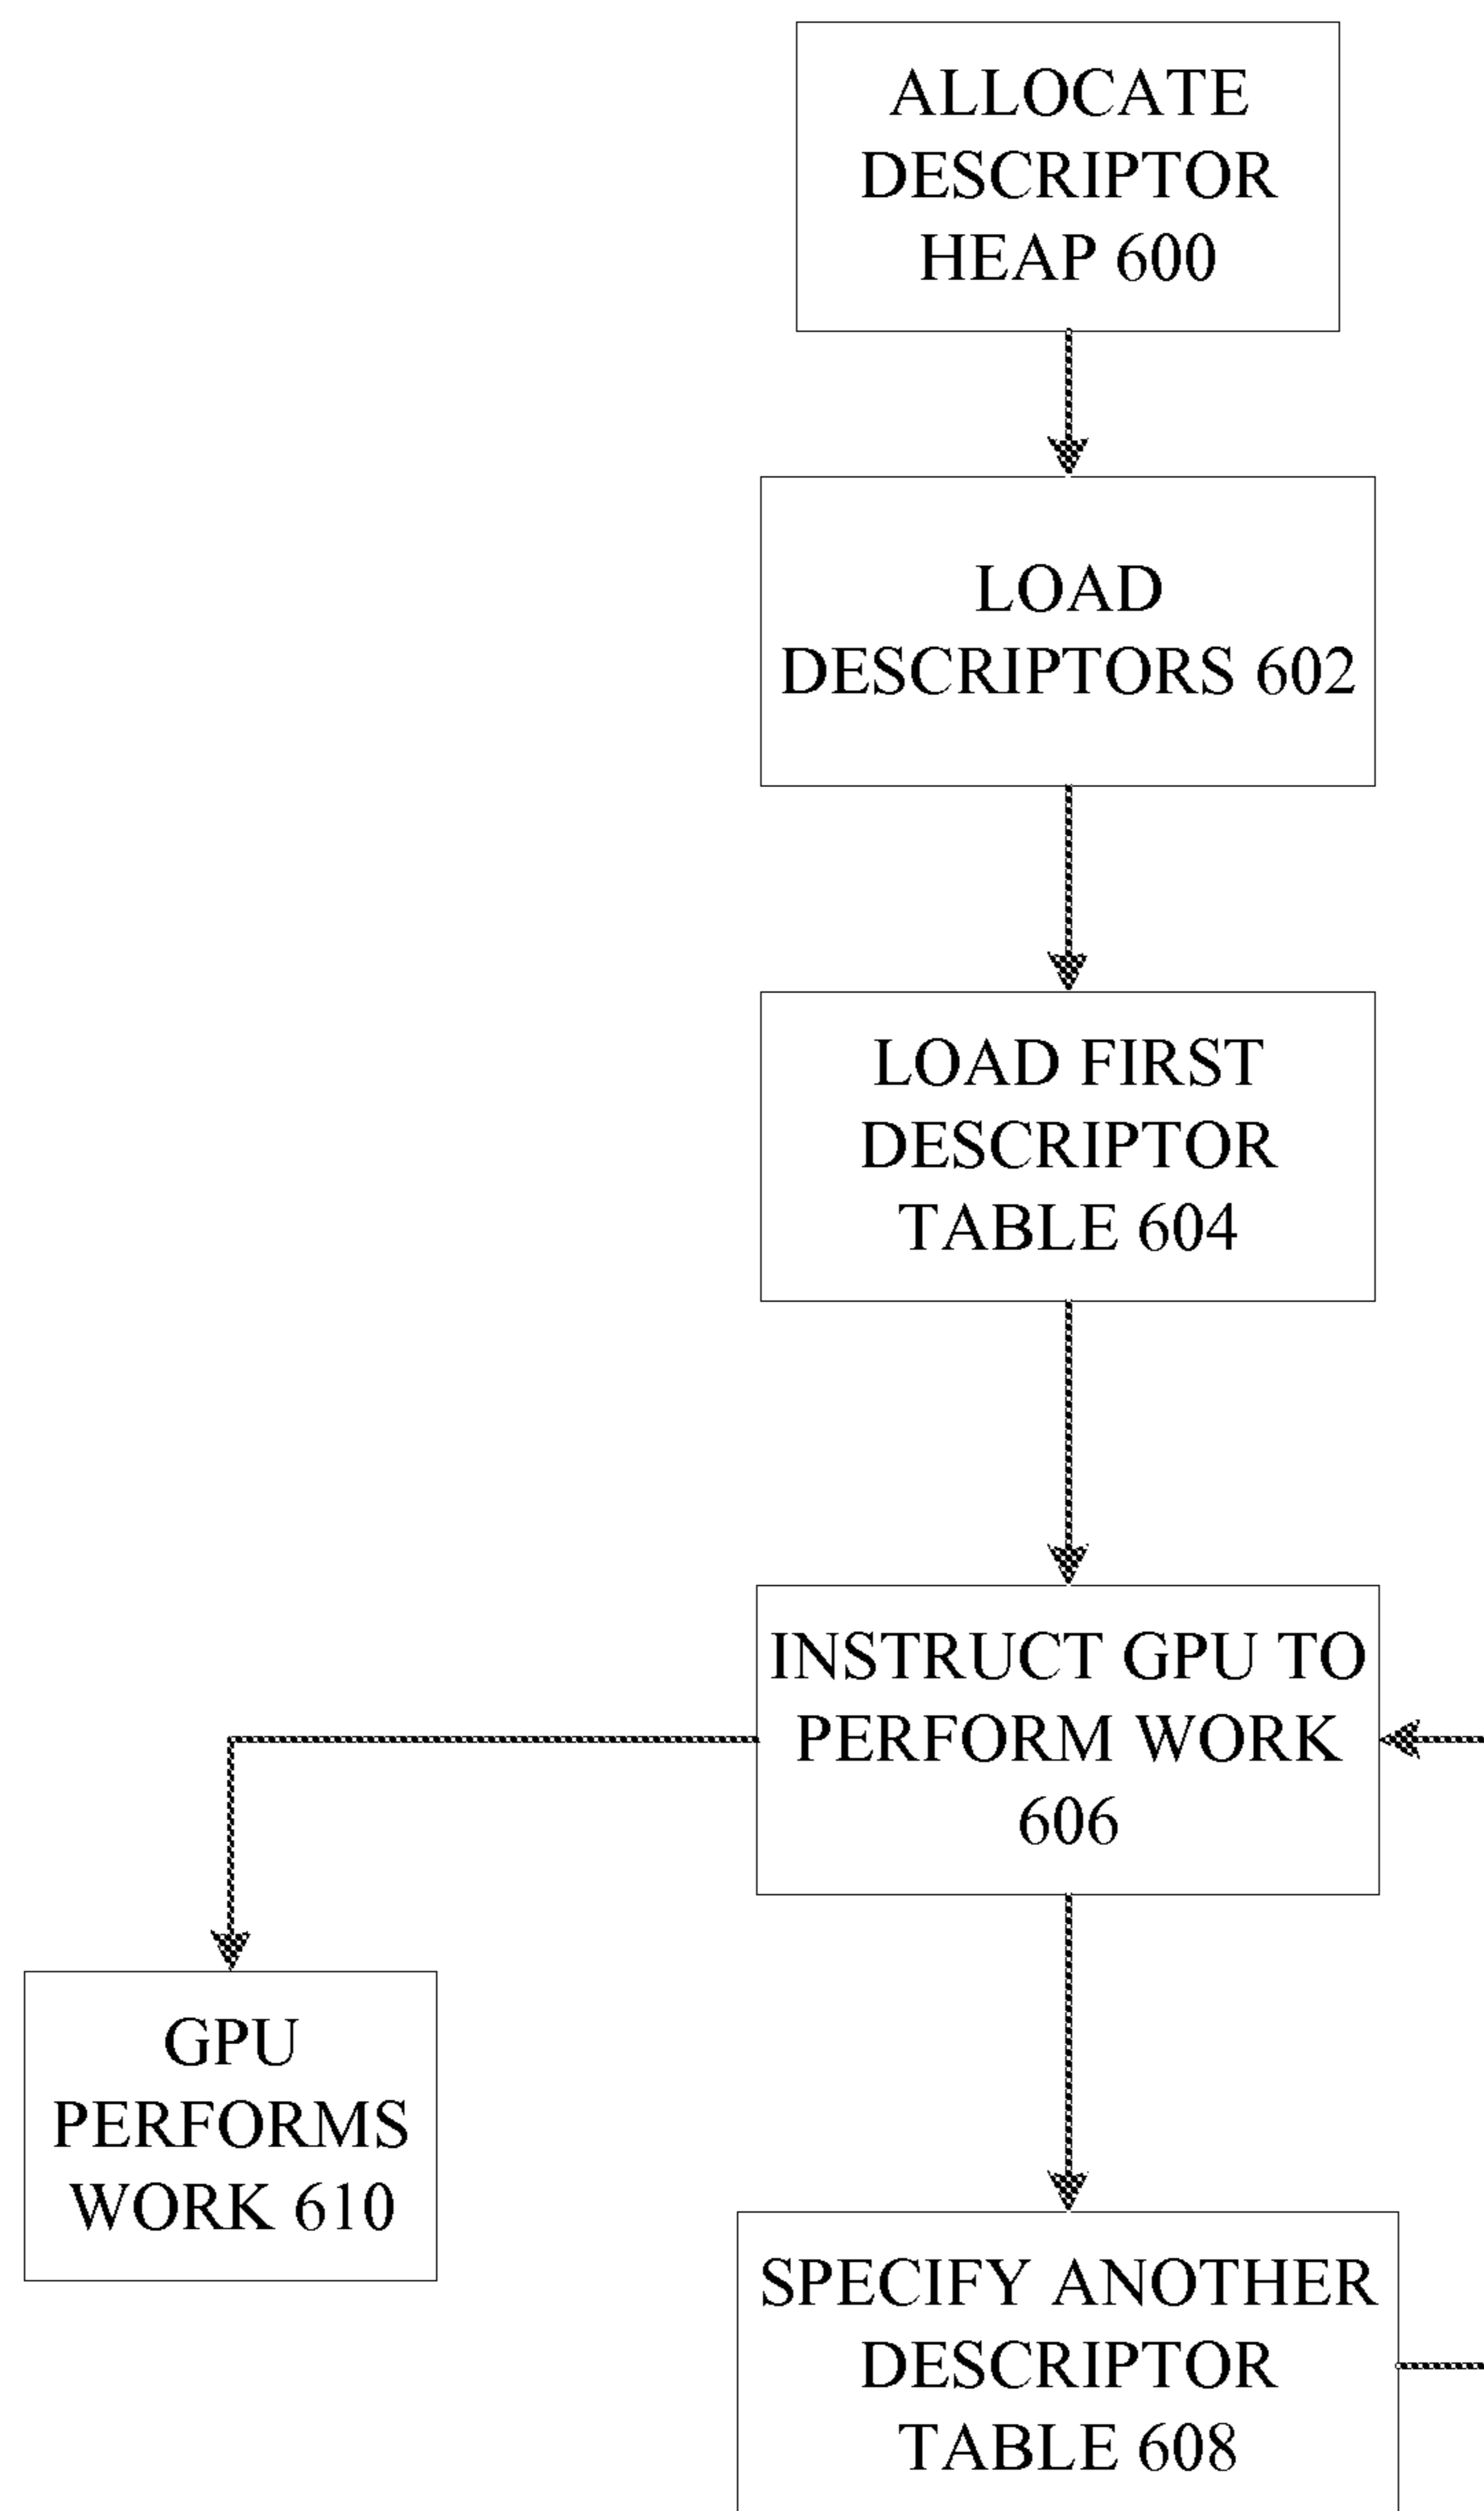 ALLOCATE
DESCRIPTOR
HEAP 600
LOAD
DESCRIPTORS 602
LOAD FIRST
DESCRIPTOR
TABLE 604
INSTRUCT GPU TO
PERFORM WORK
606
GPU
PERFORMS
WORK 610
SPECIFY ANOTHER
DESCRIPTOR
TABLE 608